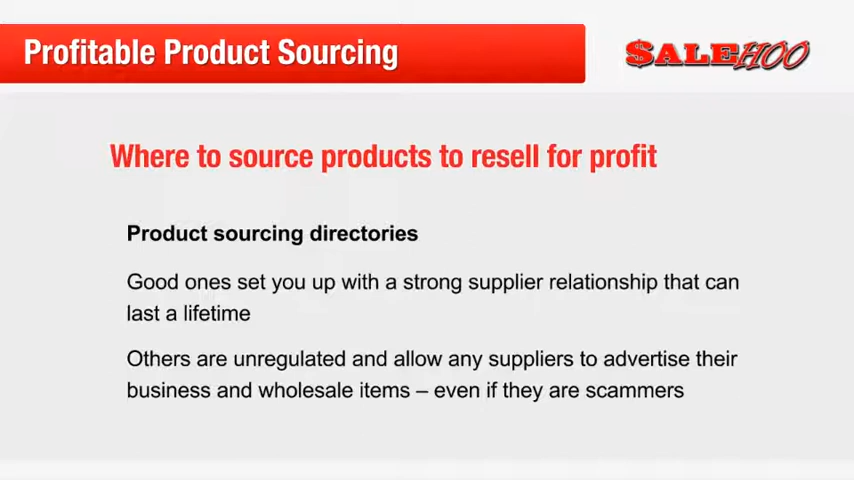 Profitable Product Sourcing
$ALEHOO
Where to source products to resell for profit
Product sourcing directories
Good ones set you up with a strong supplier relationship that can
last a lifetime
Others are unregulated and allow any suppliers to advertise their
business and wholesale items – even if they are scammers